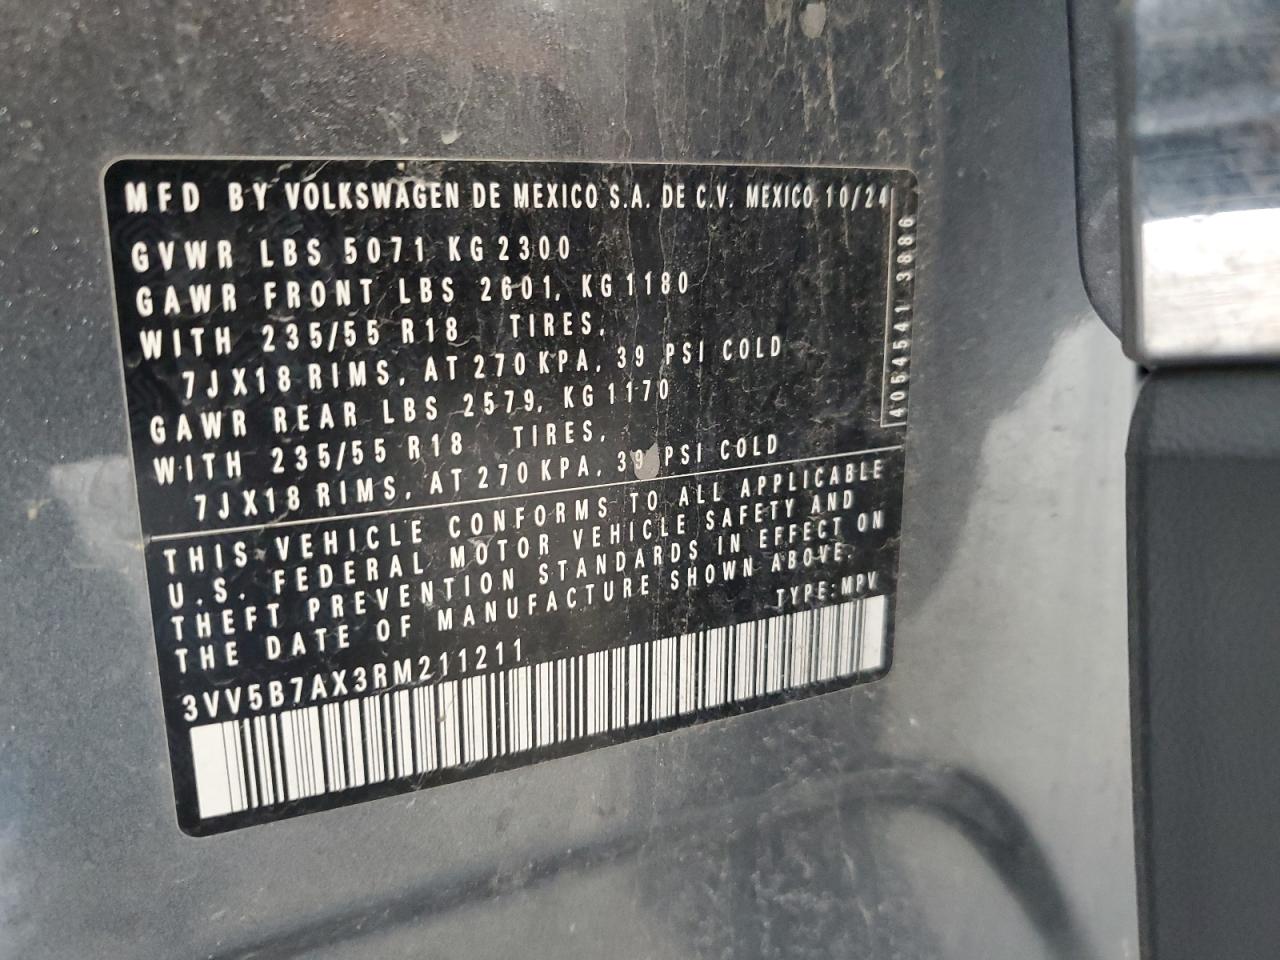 MFD BY VOLKSWAGEN DE MEXICO S.A. DE C.V. MEXICO 10/24
GVWR LBS 5071 KG 2300
GAWR FRONT LBS 2601, KG 1180
WITH 235/55 R18 TIRES,
7JX18 RIMS, AT 270 KPA, 39 PSI COLD
GAWR REAR LBS 2579, KG 1170
WITH 235/55 R18 TIRES,
7JX18 RIMS, AT 270 KPA, 39 PSI COLD
THIS VEHICLE CONFORMS TO ALL APPLICABLE
U.S. FEDERAL MOTOR VEHICLE SAFETY AND
THEFT PREVENTION STANDARDS IN EFFECT ON
THE DATE OF MANUFACTURE SHOWN ABOVE.
TYPE: MPV
3VV5B7AX3RM211211
4054541 3886